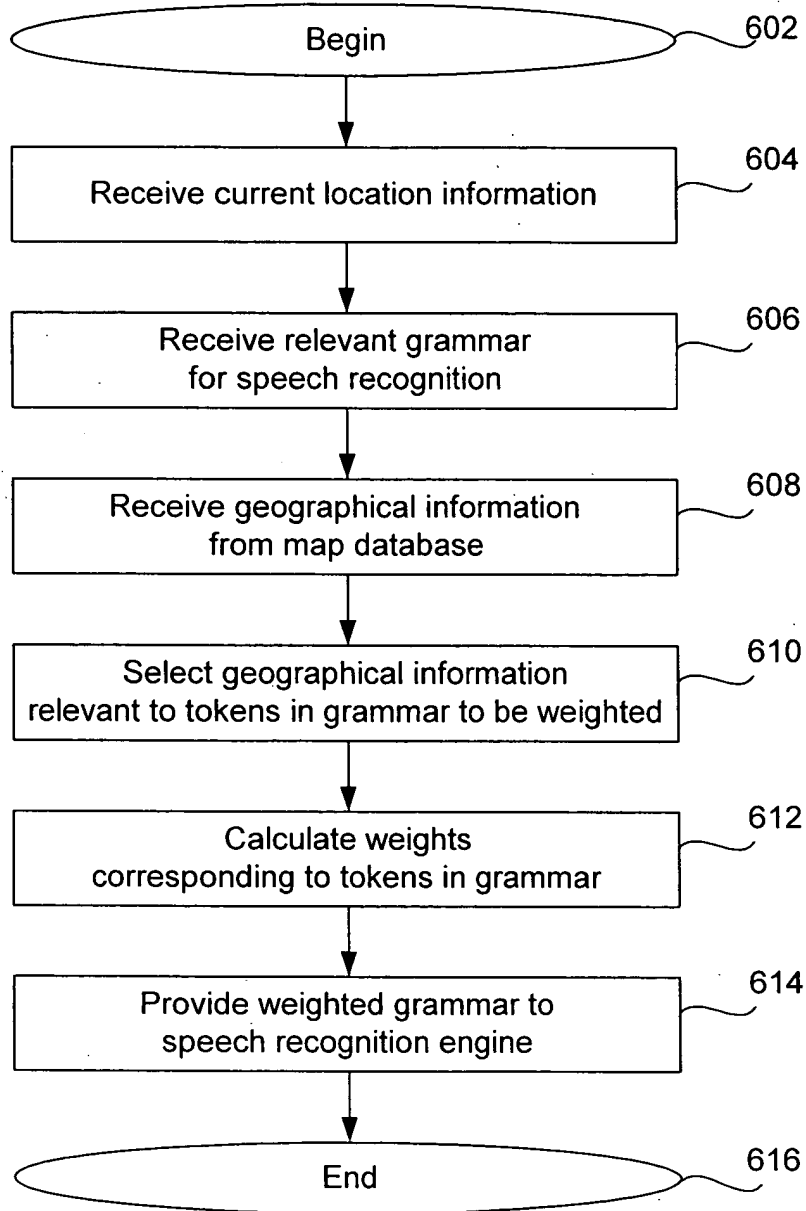 Begin
602
Receive current location information
604
Receive relevant grammar
for speech recognition
606
Receive geographical information
from map database
608
Select geographical information
relevant to tokens in grammar to be weighted
610
Calculate weights
corresponding to tokens in grammar
612
Provide weighted grammar to
speech recognition engine
614
End
616